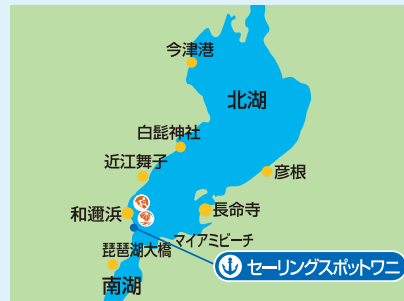 今津港
北湖
白髭神社
近江舞子
彦根
和邇浜
長命寺
マイアミビーチ
琵琶湖大橋
セーリングスポットワニ
南湖